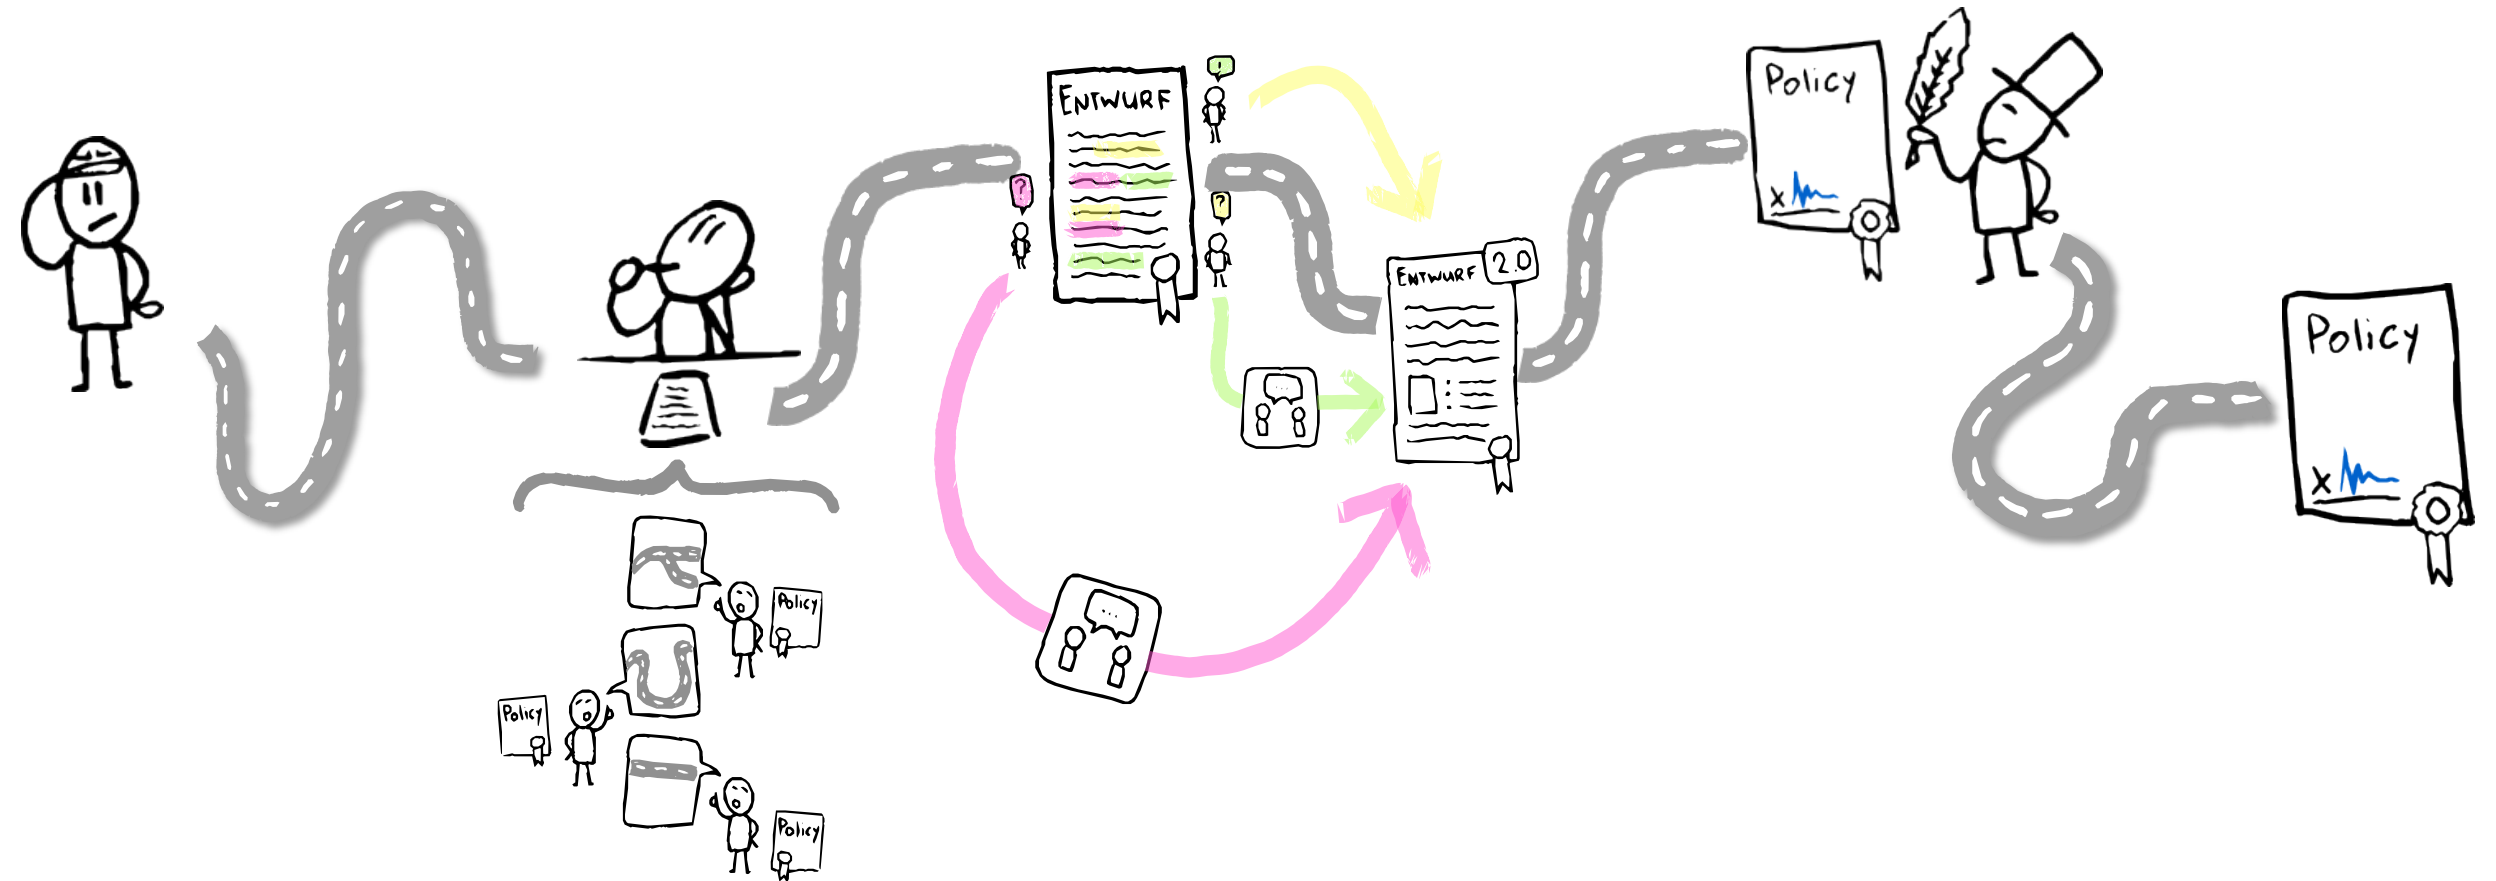 ENTWURF
!
?
?
ENTWURF
2.0
Policy
x
Policy
x
...
...
Policy
Policy
Policy